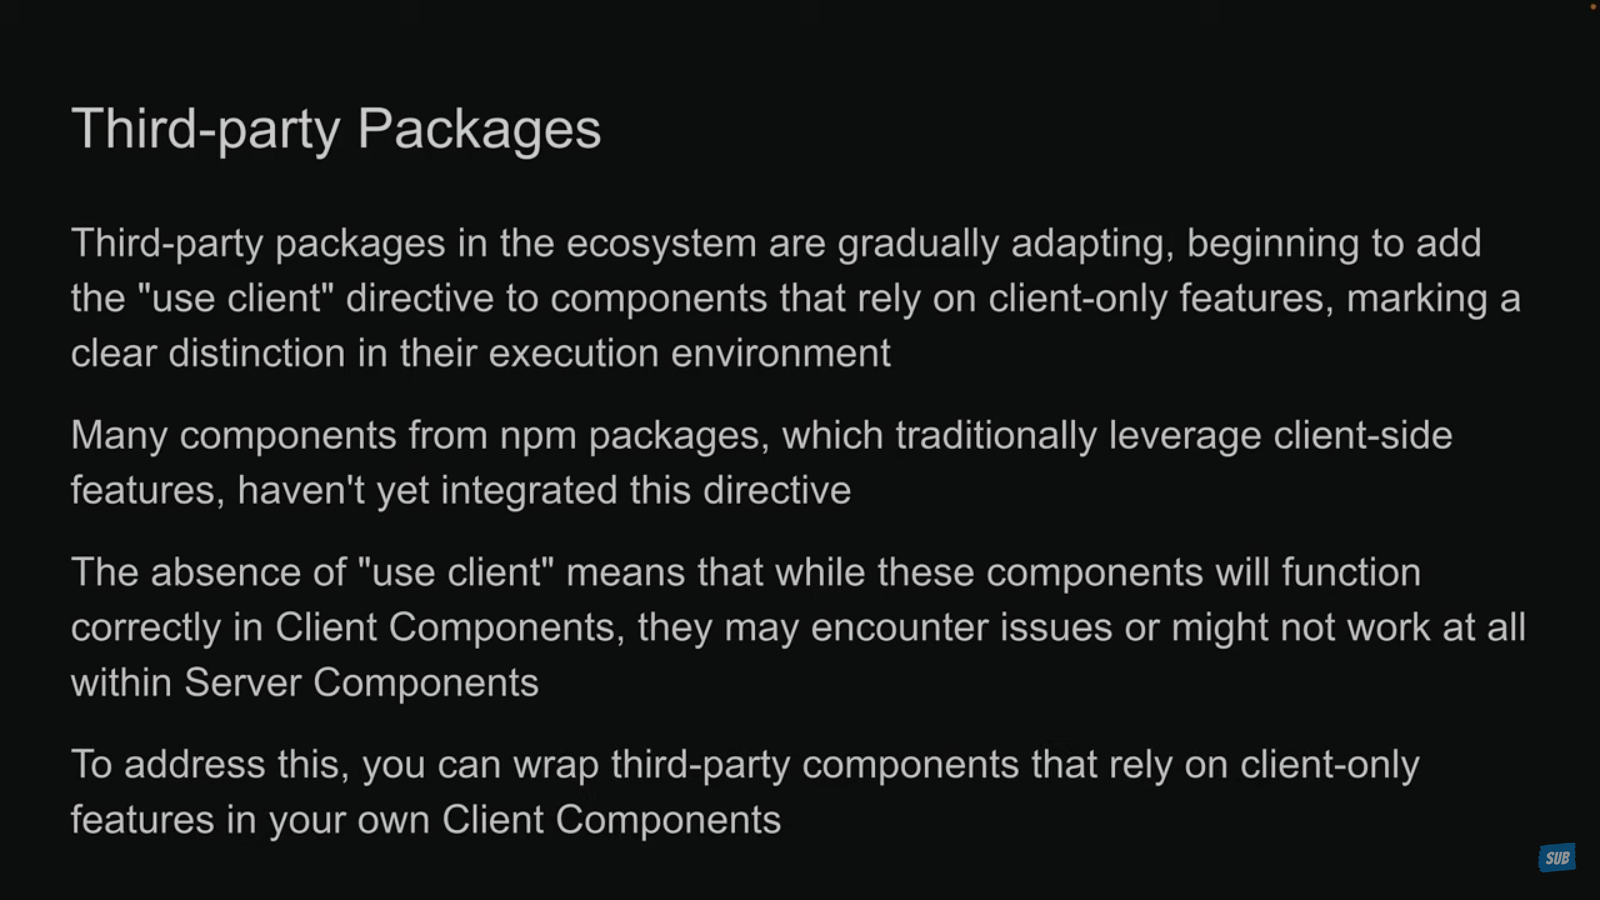 Third-party Packages
Third-party packages in the ecosystem are gradually adapting, beginning to add
the "use client" directive to components that rely on client-only features, marking a
clear distinction in their execution environment
Many components from npm packages, which traditionally leverage client-side
features, haven't yet integrated this directive
The absence of "use client" means that while these components will function
correctly in Client Components, they may encounter issues or might not work at all
within Server Components
To address this, you can wrap third-party components that rely on client-only
features in your own Client Components
SUB